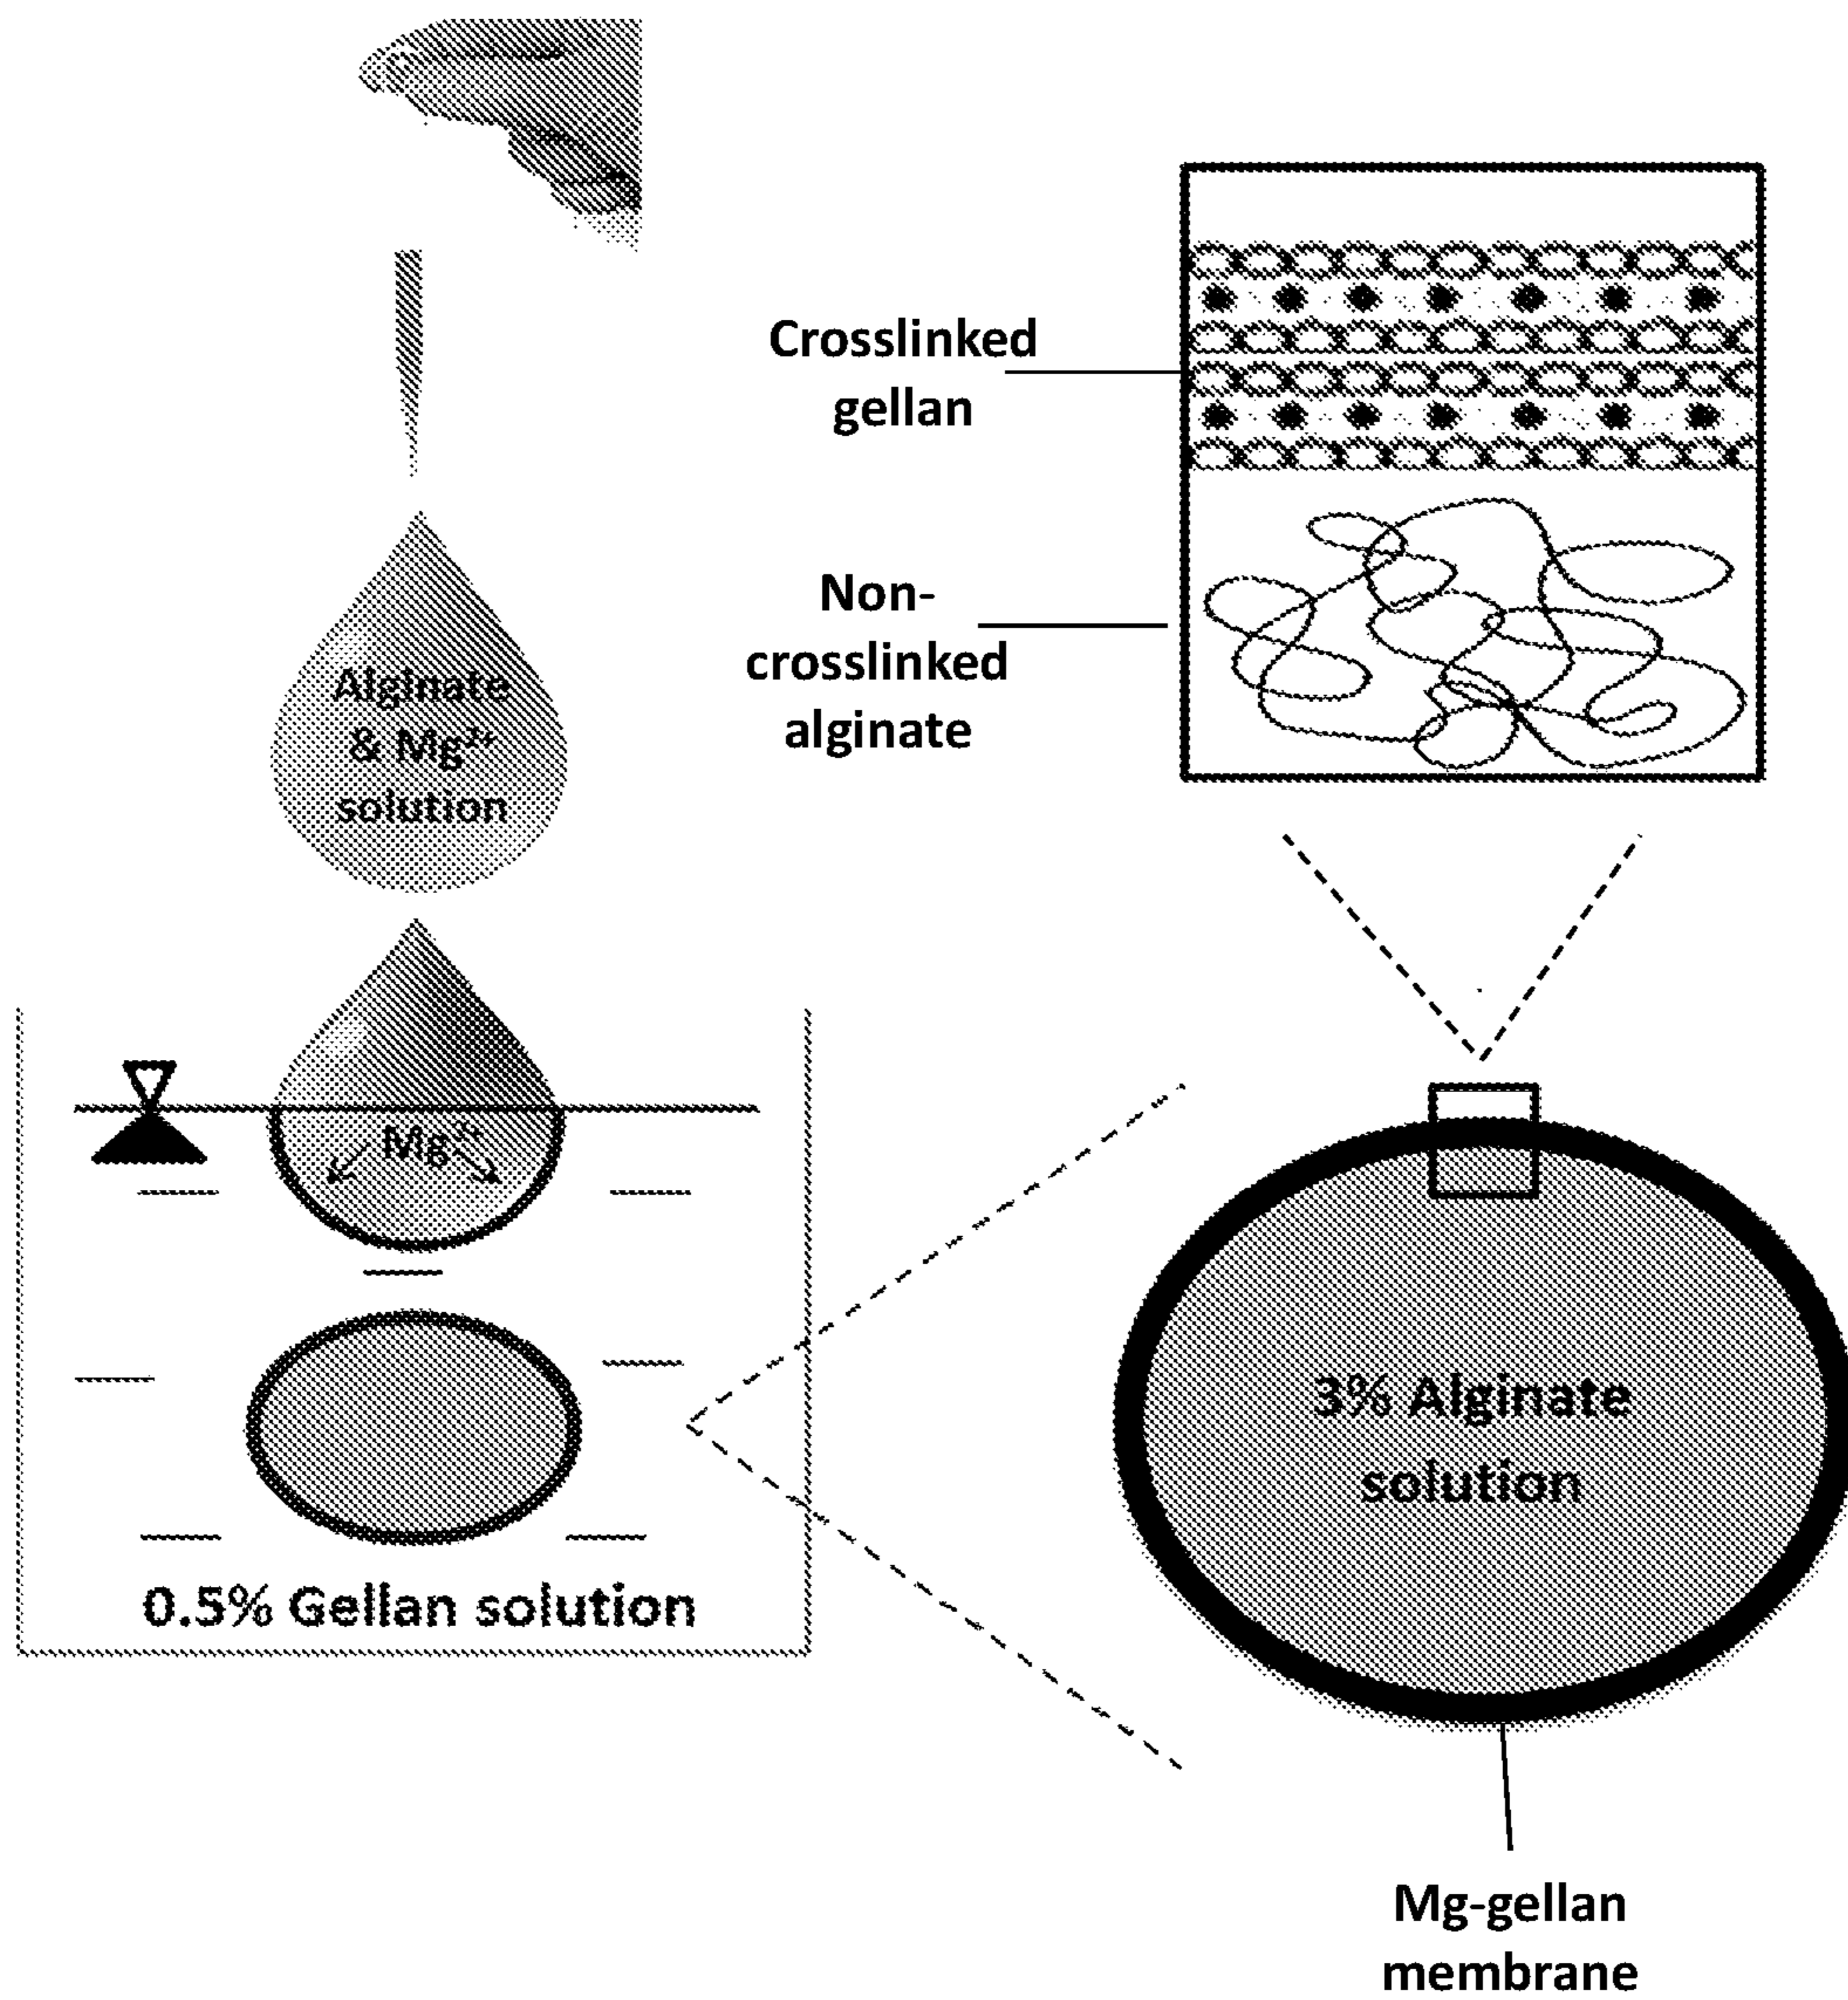 Crosslinked
gellan
Non-
crosslinked
alginate
Alginate
& Mg²⁺
solution
Mg²⁺
0.5% Gellan solution
3% Alginate
solution
Mg-gellan
membrane